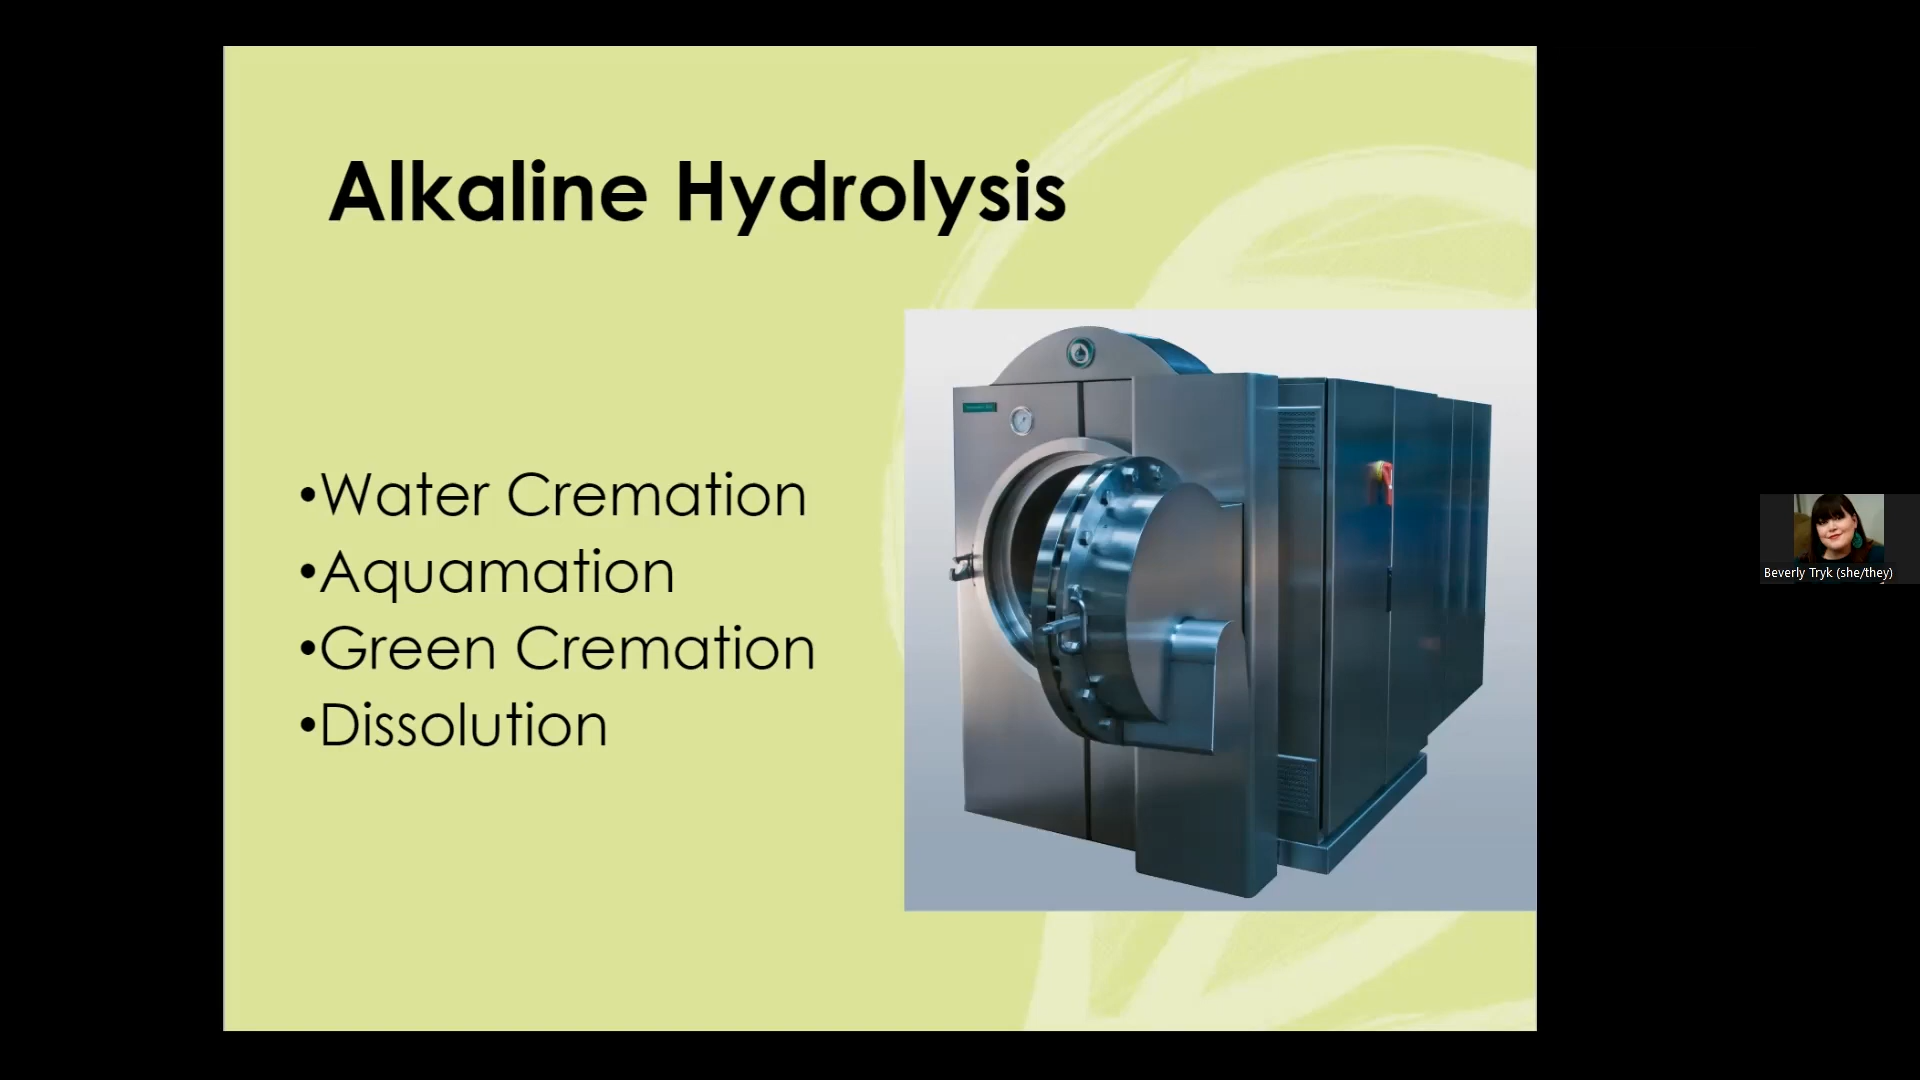 Alkaline Hydrolysis
•Water Cremation
•Aquamation
•Green Cremation
•Dissolution
Beverly Tryk (she/they)